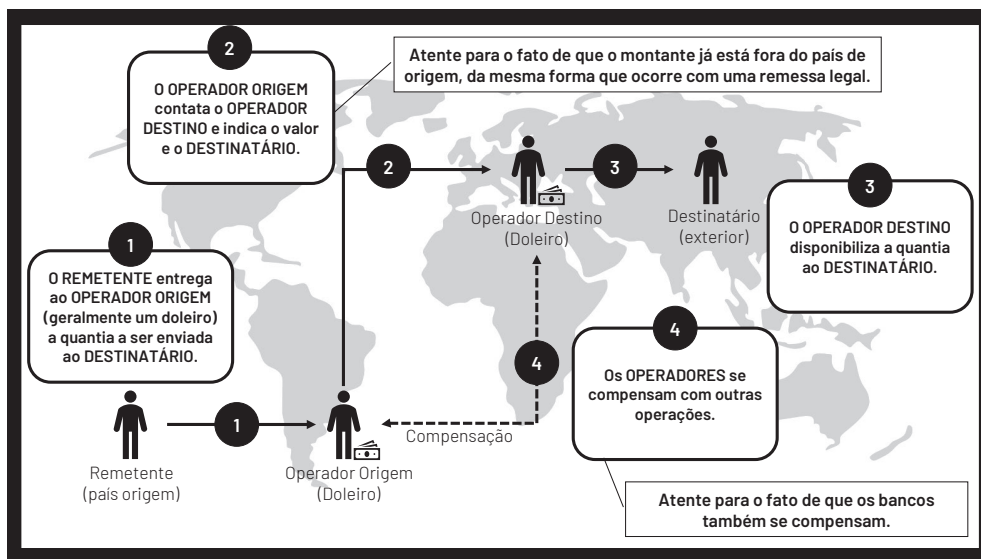 2
O OPERADOR ORIGEM
contata o OPERADOR
DESTINO e indica o valor
e o DESTINATÁRIO.
Atente para o fato de que o montante já está fora do país de
origem, da mesma forma que ocorre com uma remessa legal.
2
3
Operador Destino
(Doleiro)
Destinatário
(exterior)
3
O OPERADOR DESTINO
disponibiliza a quantia
ao DESTINATÁRIO.
1
O REMETENTE entrega
ao OPERADOR ORIGEM
(geralmente um doleiro)
a quantia a ser enviada
ao DESTINATÁRIO.
4
4
Os OPERADORES se
compensam com outras
operações.
1
Compensação
Remetente
(país origem)
Operador Origem
(Doleiro)
Atente para o fato de que os bancos
também se compensam.